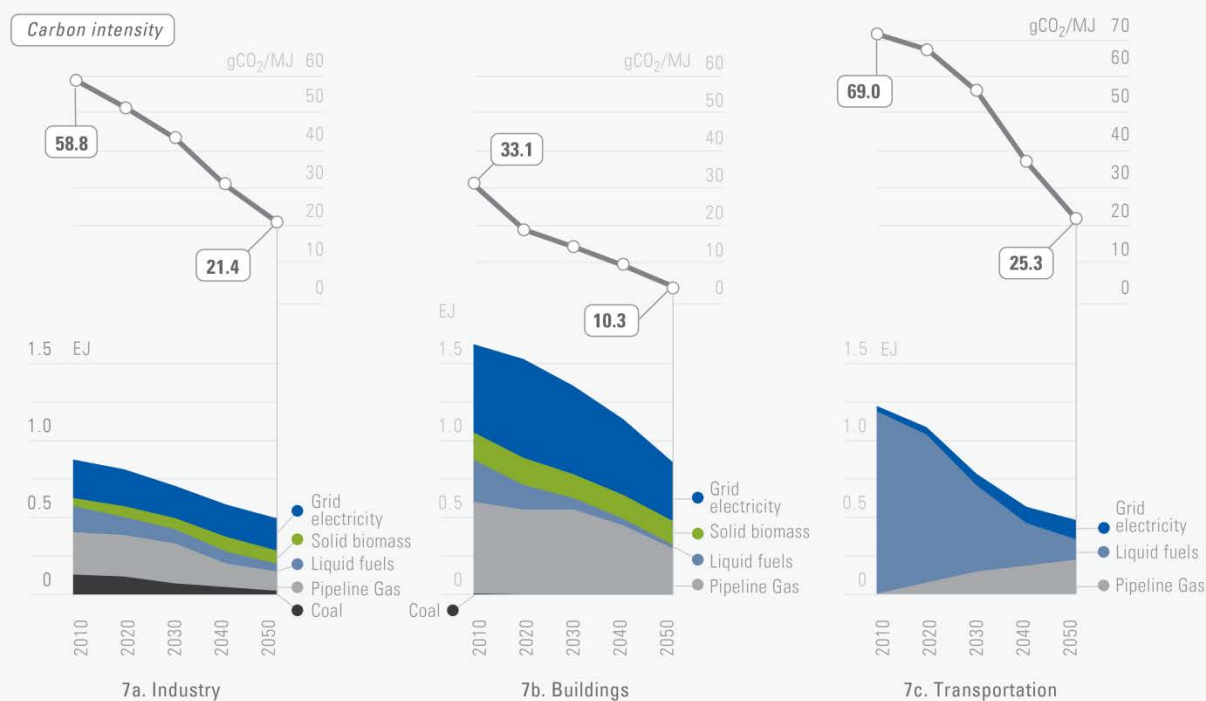 Carbon intensity
gCO₂/MJ 60
50
40
30
20
10
0
58.8
21.4
1.5 EJ
1.0
0.5
0
Grid
electricity
Solid biomass
Liquid fuels
Pipeline Gas
Coal
2010
2020
2030
2040
2050
7a. Industry
gCO₂/MJ 60
50
40
30
20
10
0
33.1
10.3
EJ
1.5
1.0
0.5
0
Grid
electricity
Solid biomass
Liquid fuels
Pipeline Gas
Coal
2010
2020
2030
2040
2050
7b. Buildings
gCO₂/MJ 70
60
50
40
30
20
10
0
69.0
25.3
1.5 EJ
1.0
0.5
0
Grid
electricity
Liquid fuels
Pipeline Gas
2010
2020
2030
2040
2050
7c. Transportation